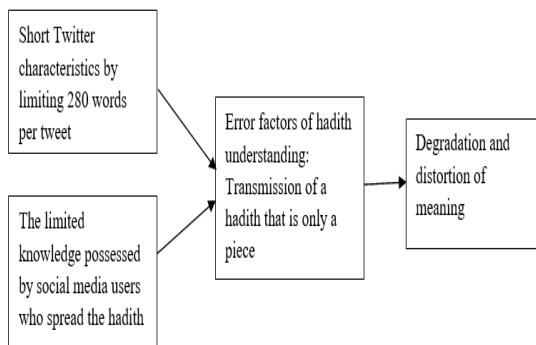 Short Twitter
characteristics by
limiting 280 words
per tweet
The limited
knowledge possessed
by social media users
who spread the hadith
Error factors of hadith
understanding:
Transmission of a
hadith that is only a
piece
Degradation and
distortion of
meaning